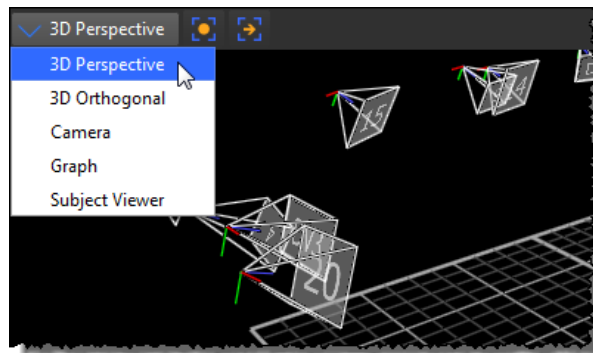 3D Perspective
3D Perspective
3D Orthogonal
Camera
Graph
Subject Viewer
15
14
20